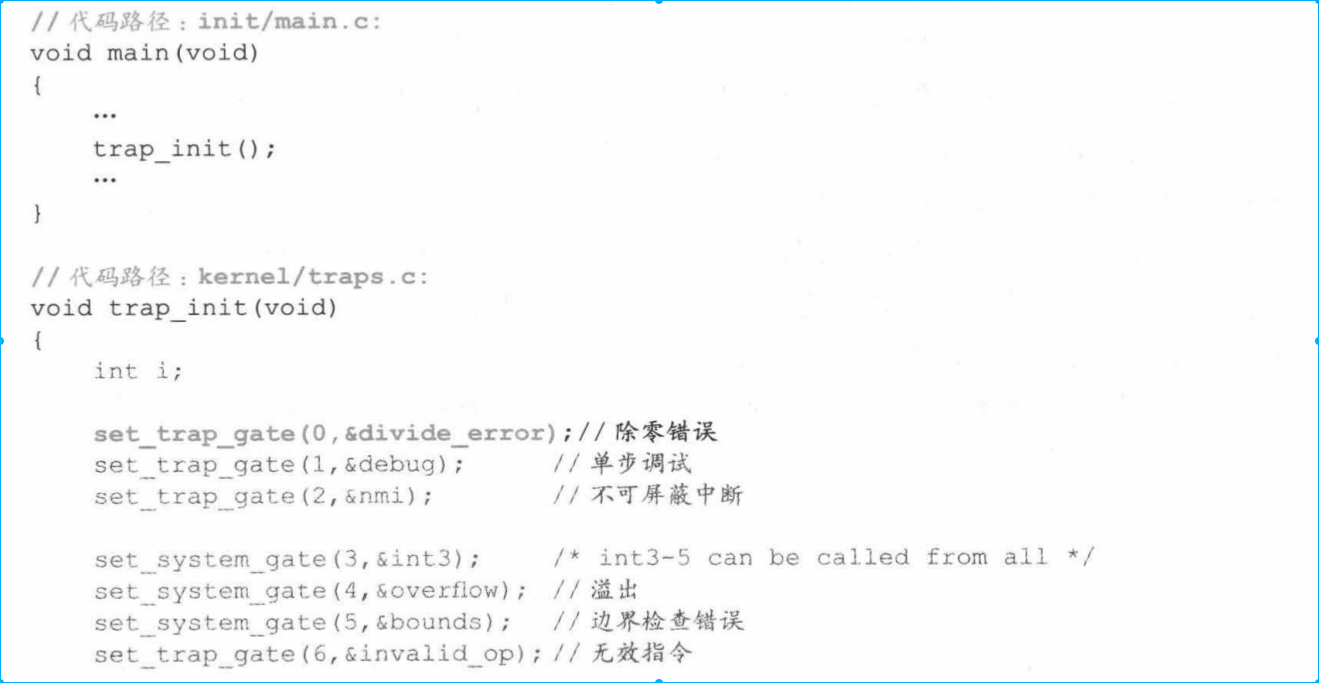 // 代码路径：init/main.c:
void main(void)
{
    …
    trap_init();
    …
}

// 代码路径：kernel/traps.c:
void trap_init(void)
{
    int i;

    set_trap_gate(0,&divide_error);// 除零错误
    set_trap_gate(1,&debug);      // 单步调试
    set_trap_gate(2,&nmi);        // 不可屏蔽中断

    set_system_gate(3,&int3);     /* int3-5 can be called from all */
    set_system_gate(4,&overflow);  // 溢出
    set_system_gate(5,&bounds);   // 边界检查错误
    set_trap_gate(6,&invalid_op); // 无效指令